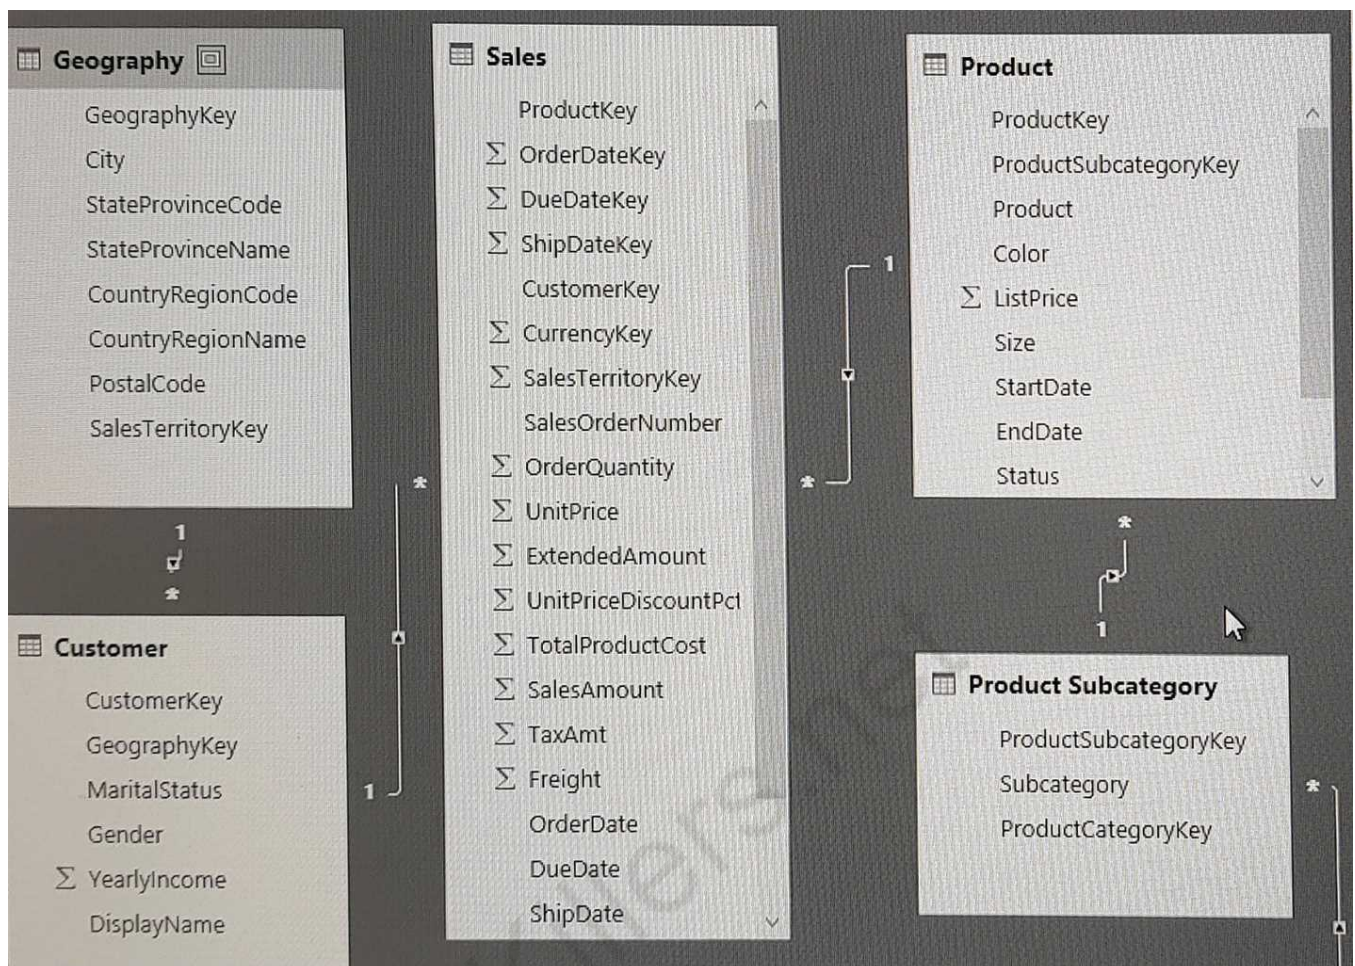 Geography
GeographyKey
City
StateProvinceCode
StateProvinceName
CountryRegionCode
CountryRegionName
PostalCode
SalesTerritoryKey
1
*
Customer
CustomerKey
GeographyKey
MaritalStatus
Gender
Σ YearlyIncome
DisplayName
*
1
Sales
ProductKey
Σ OrderDateKey
Σ DueDateKey
Σ ShipDateKey
CustomerKey
Σ CurrencyKey
Σ SalesTerritoryKey
SalesOrderNumber
Σ OrderQuantity
Σ UnitPrice
Σ ExtendedAmount
Σ UnitPriceDiscountPct
Σ TotalProductCost
Σ SalesAmount
Σ TaxAmt
Σ Freight
OrderDate
DueDate
ShipDate
1
*
Product
ProductKey
ProductSubcategoryKey
Product
Color
Σ ListPrice
Size
StartDate
EndDate
Status
*
1
Product Subcategory
ProductSubcategoryKey
Subcategory
ProductCategoryKey
*